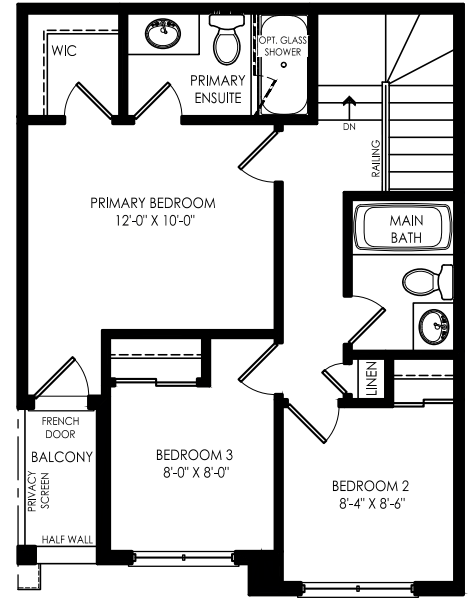 WIC
OPT. GLASS
SHOWER
PRIMARY
ENSUITE
DN
RAILING
PRIMARY BEDROOM
12'-0" X 10'-0"
MAIN
BATH
LINEN
FRENCH
DOOR
BALCONY
PRIVACY
SCREEN
HALF WALL
BEDROOM 3
8'-0" X 8'-0"
BEDROOM 2
8'-4" X 8'-6"